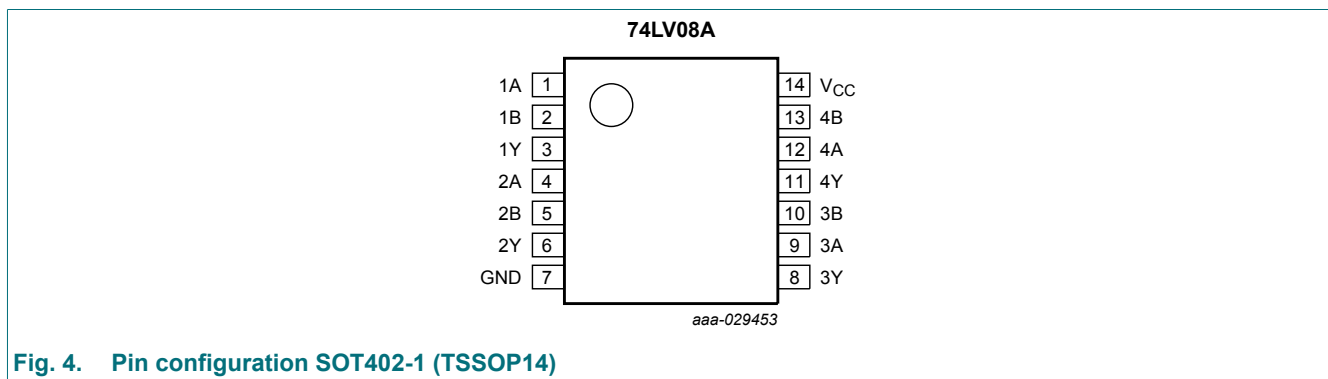 74LV08A
1A 1 14 VCC
1B 2 13 4B
1Y 3 12 4A
2A 4 11 4Y
2B 5 10 3B
2Y 6 9 3A
GND 7 8 3Y
aaa-029453
Fig. 4. Pin configuration SOT402-1 (TSSOP14)